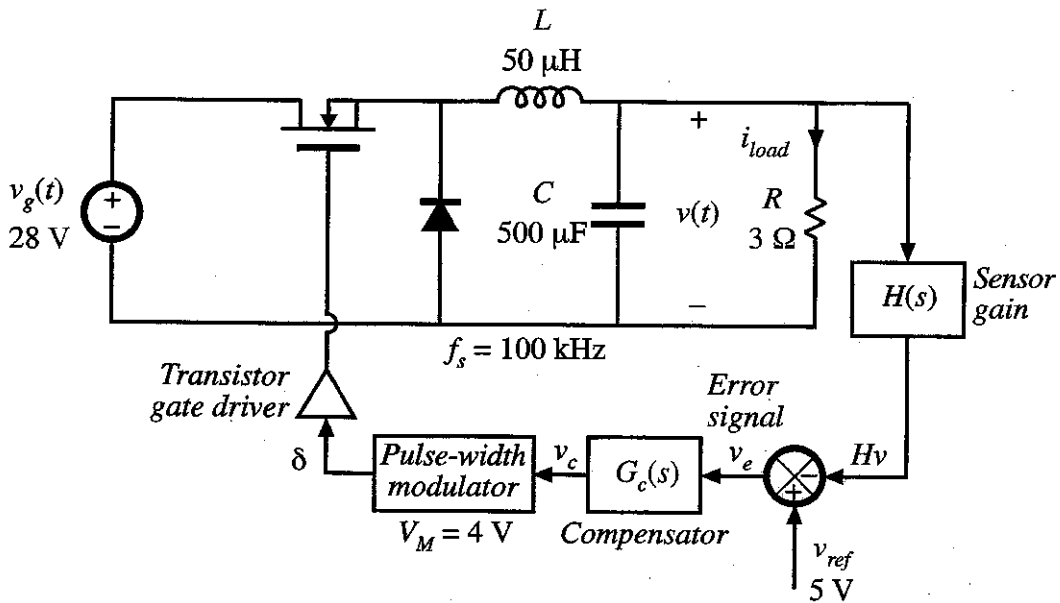 L
50 µH
v_g(t)
28 V
+
−
C
500 µF
+
v(t)
−
i_load
R
3 Ω
H(s)
Sensor
gain
f_s = 100 kHz
Transistor
gate driver
δ
Pulse-width
modulator
V_M = 4 V
v_c
G_c(s)
Compensator
Error
signal
v_e
−
+
Hv
v_ref
5 V